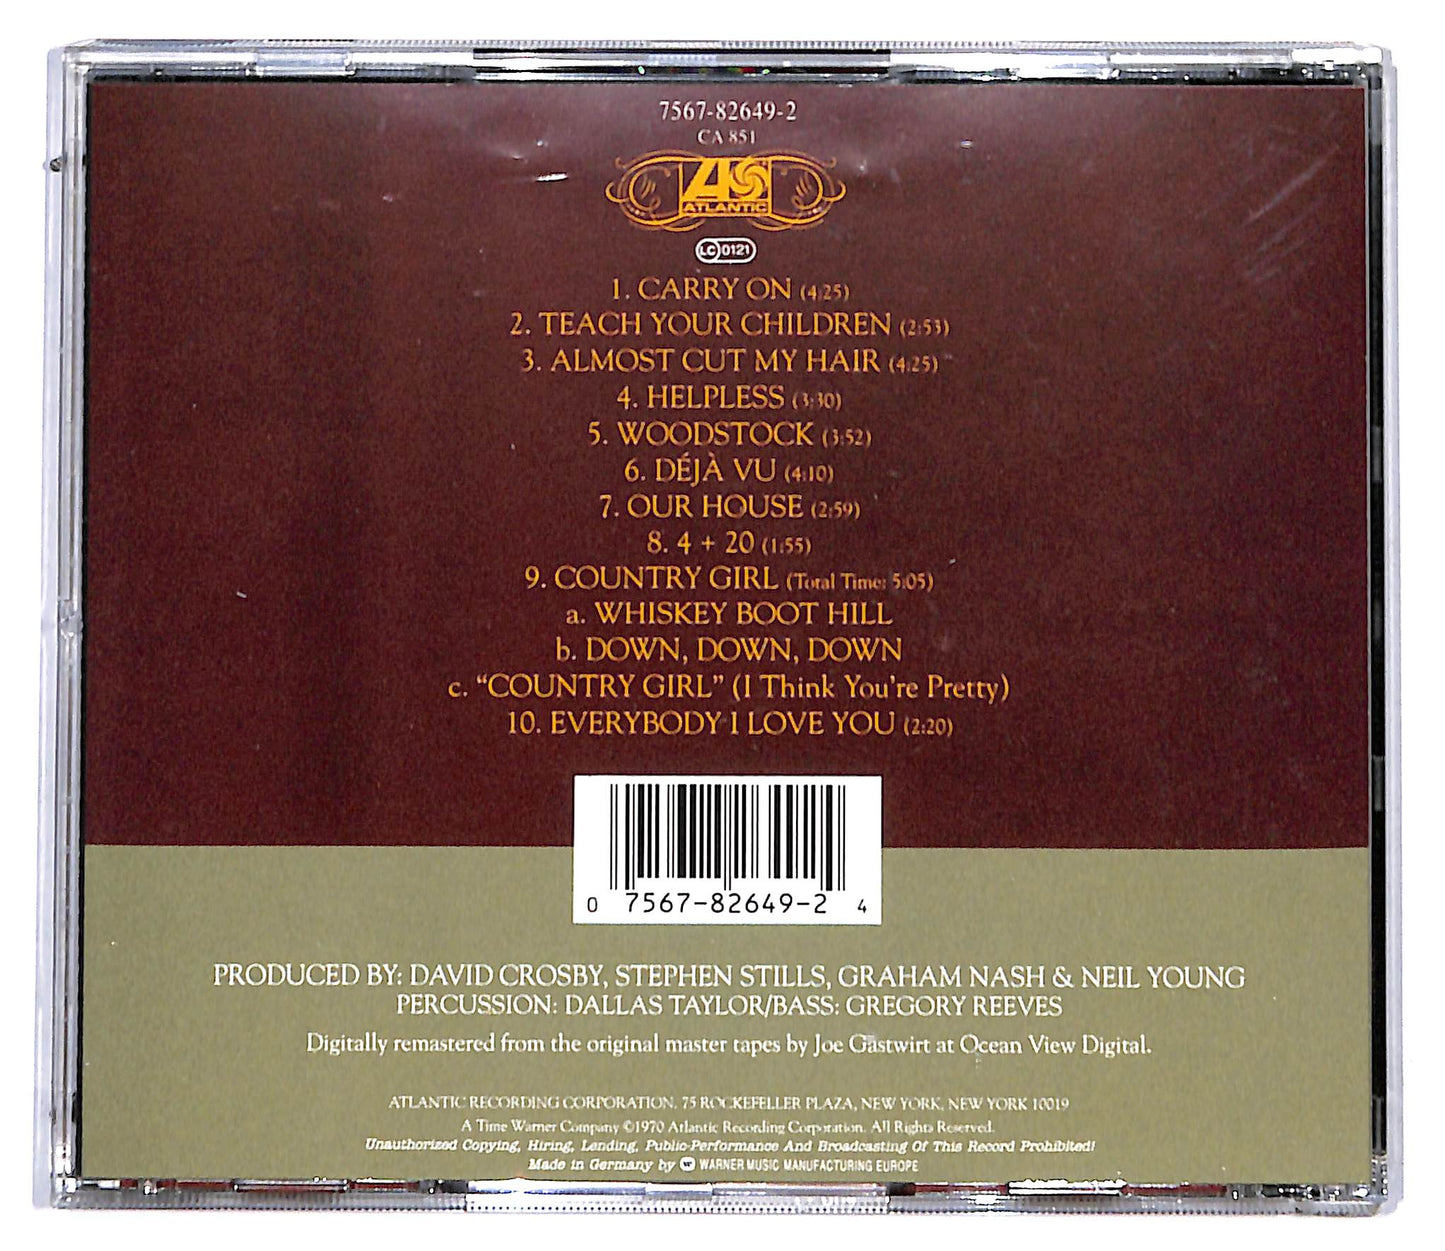 7567-82649-2
CA 851
ATLANTIC
LC 0121
1. CARRY ON (4:25)
2. TEACH YOUR CHILDREN (2:53)
3. ALMOST CUT MY HAIR (4:25)
4. HELPLESS (3:30)
5. WOODSTOCK (3:52)
6. DÉJÀ VU (4:10)
7. OUR HOUSE (2:59)
8. 4 + 20 (1:55)
9. COUNTRY GIRL (Total Time: 5:05)
a. WHISKEY BOOT HILL
b. DOWN, DOWN, DOWN
c. “COUNTRY GIRL” (I Think You're Pretty)
10. EVERYBODY I LOVE YOU (2:20)
0 7567-82649-2 4
PRODUCED BY: DAVID CROSBY, STEPHEN STILLS, GRAHAM NASH & NEIL YOUNG
PERCUSSION: DALLAS TAYLOR/BASS: GREGORY REEVES
Digitally remastered from the original master tapes by Joe Gastwirt at Ocean View Digital.
ATLANTIC RECORDING CORPORATION, 75 ROCKEFELLER PLAZA, NEW YORK, NEW YORK 10019
A Time Warner Company ©1970 Atlantic Recording Corporation. All Rights Reserved.
Unauthorized Copying, Hiring, Lending, Public-Performance And Broadcasting Of This Record Prohibited!
Made in Germany by WARNER MUSIC MANUFACTURING EUROPE